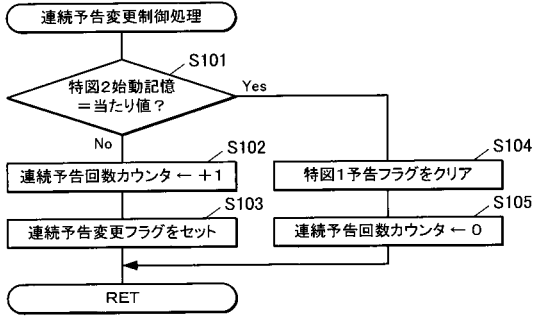 連続予告変更制御処理
S101
特図2始動記憶
＝当たり値？
Yes
No
S102
連続予告回数カウンタ ← ＋1
S103
連続予告変更フラグをセット
S104
特図1予告フラグをクリア
S105
連続予告回数カウンタ ← 0
RET